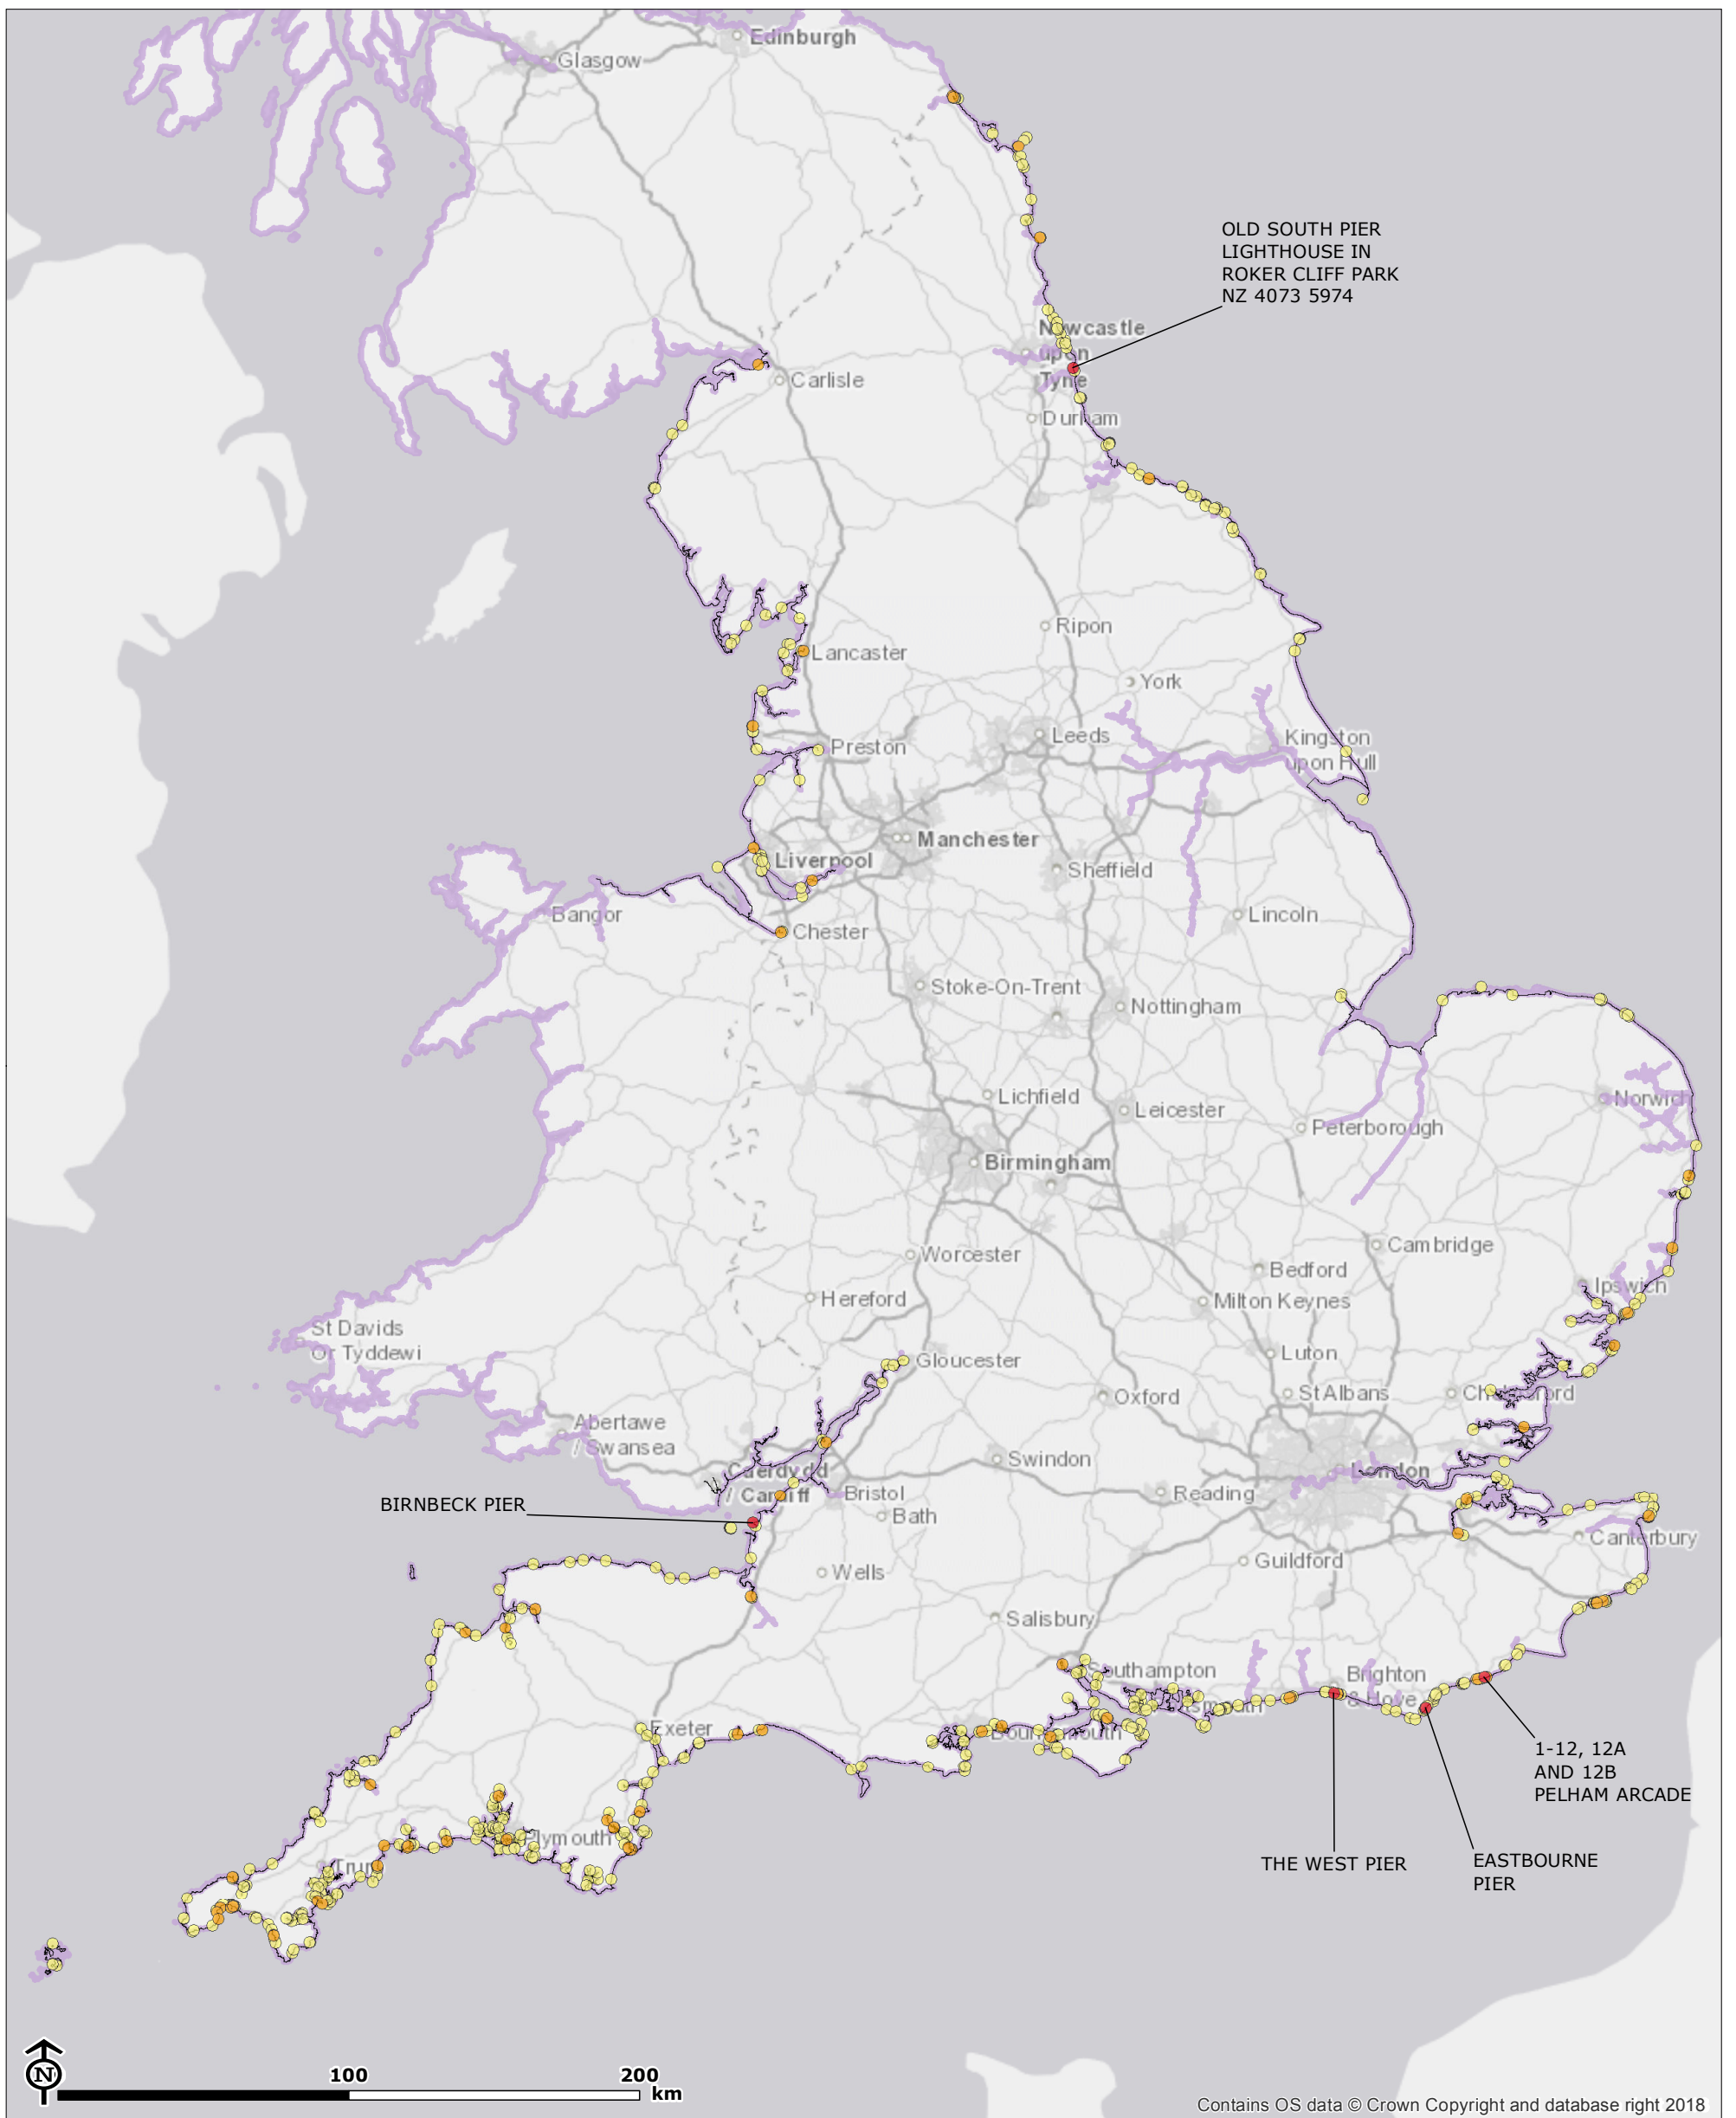 Edinburgh
Glasgow
OLD SOUTH PIER
LIGHTHOUSE IN
ROKER CLIFF PARK
NZ 4073 5974
Newcastle
upon
Tyne
Carlisle
Durham
Ripon
Lancaster
York
Preston
Leeds
Kingston
upon Hull
Manchester
Liverpool
Sheffield
Bangor
Lincoln
Chester
Stoke-On-Trent
Nottingham
Lichfield
Leicester
Norwich
Peterborough
Birmingham
Worcester
Cambridge
Bedford
Ipswich
Hereford
Milton Keynes
St Davids
Or Tyddewi
Luton
Gloucester
Oxford
St Albans
Chelmsford
Abertawe
/ Swansea
Swindon
Caerdydd
/ Cardiff
London
BIRNBECK PIER
Bristol
Reading
Bath
Canterbury
Guildford
Wells
Salisbury
Southampton
Brighton
& Hove
Portsmouth
Exeter
Bournemouth
1-12, 12A
AND 12B
PELHAM ARCADE
Plymouth
THE WEST PIER
EASTBOURNE
PIER
Truro
N
100
200
km
Contains OS data © Crown Copyright and database right 2018